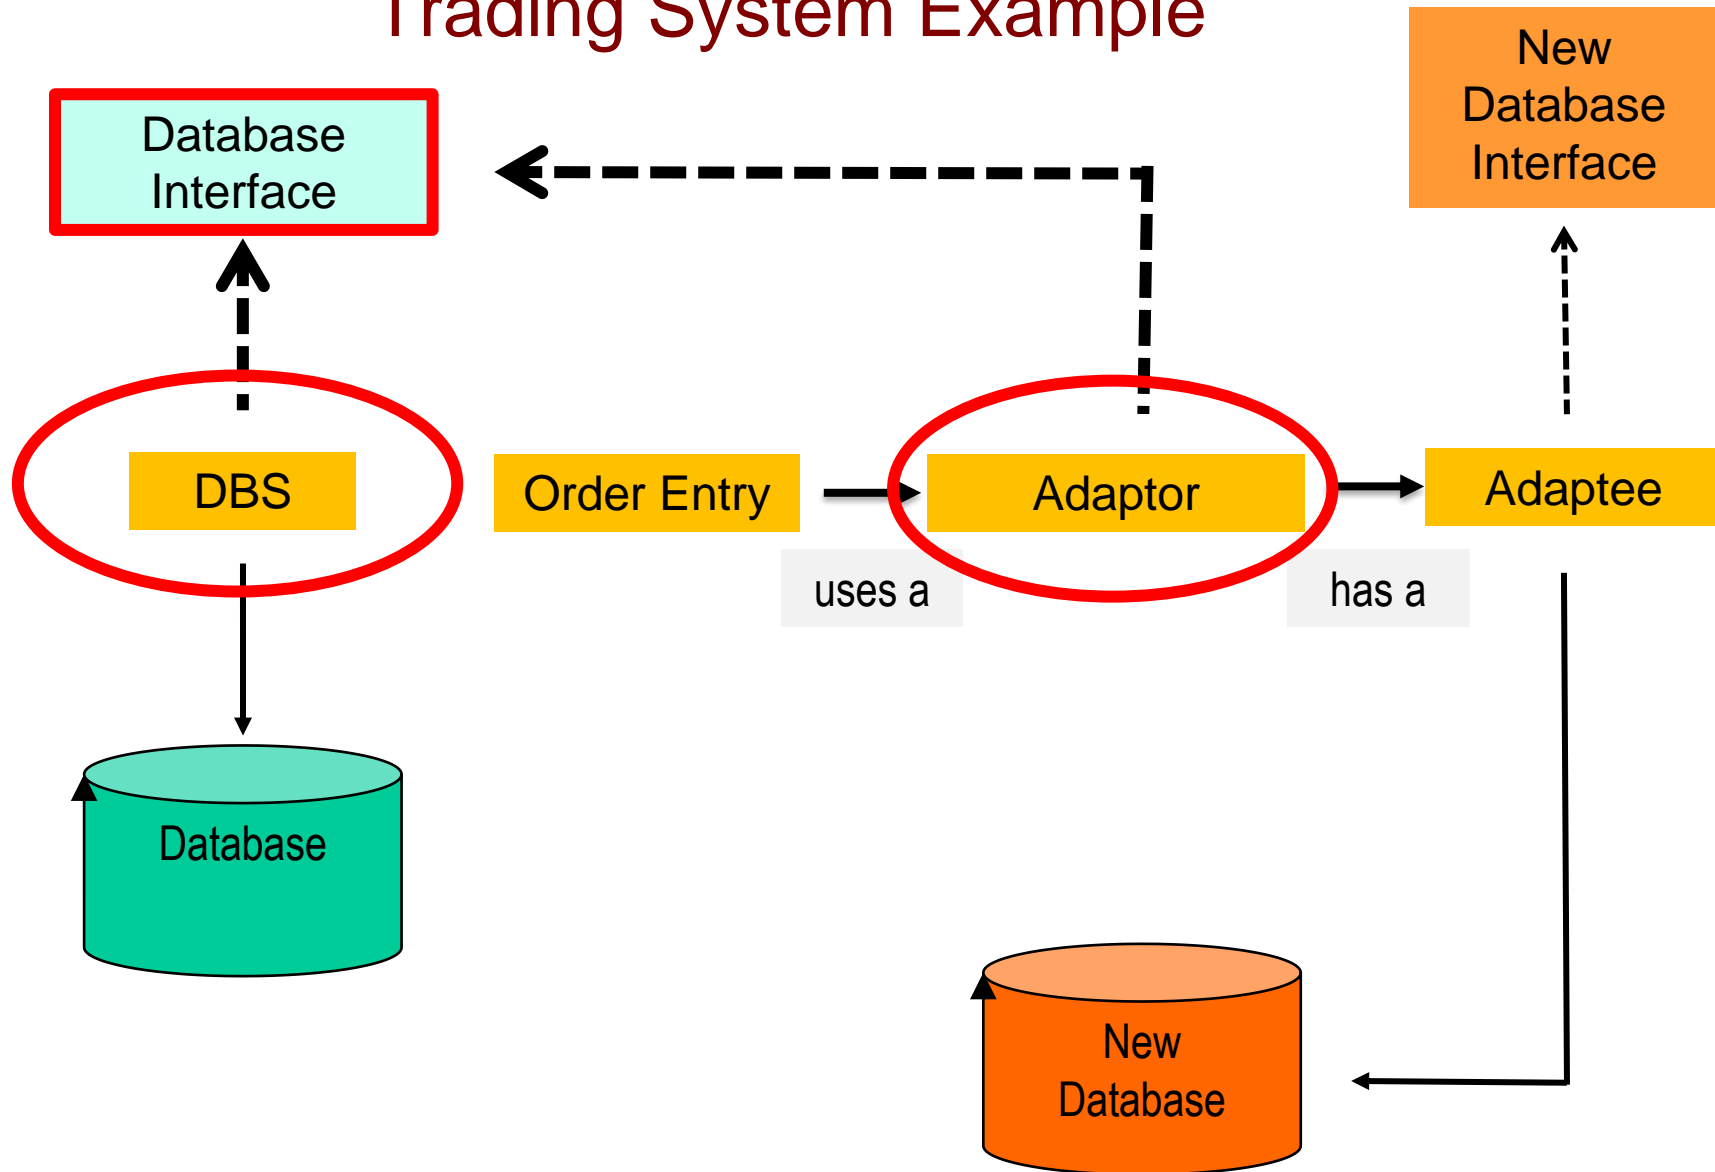 Trading System Example
New
Database
Interface
Database
Interface
DBS
Order Entry
Adaptor
Adaptee
uses a
has a
Database
New
Database